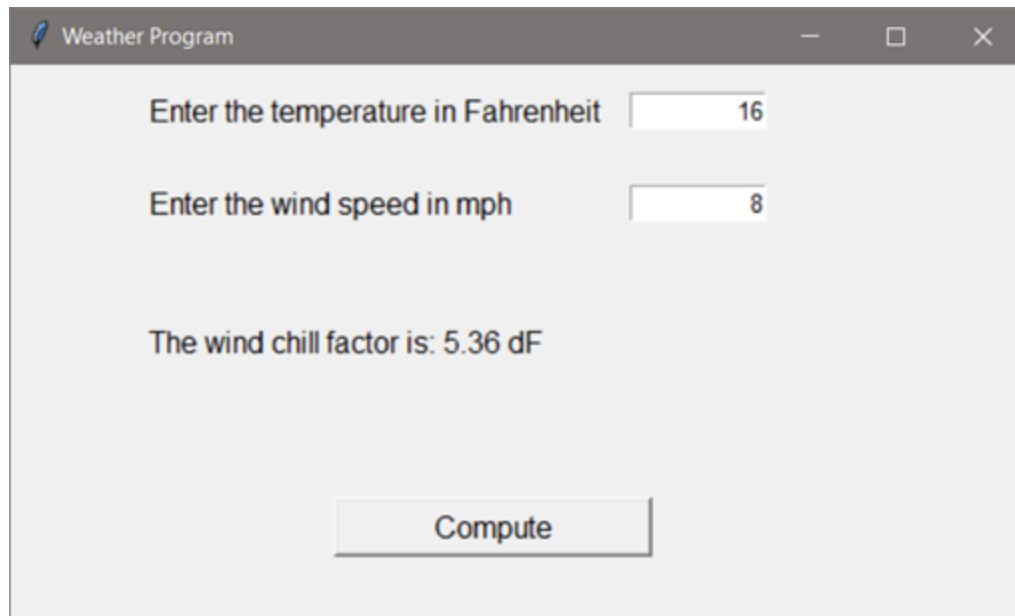 Weather Program
Enter the temperature in Fahrenheit 16
Enter the wind speed in mph 8
The wind chill factor is: 5.36 dF
Compute